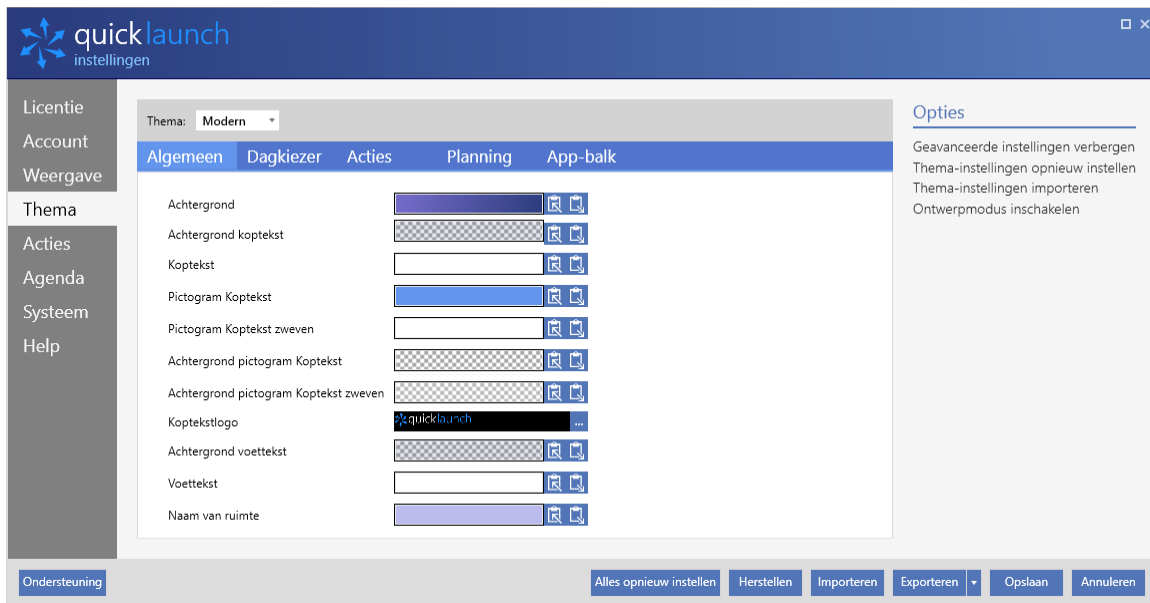 quicklaunch
instellingen
Licentie
Account
Weergave
Thema
Acties
Agenda
Systeem
Help
Thema: Modern
Algemeen Dagkiezer Acties Planning App-balk
Achtergrond
Achtergrond koptekst
Koptekst
Pictogram Koptekst
Pictogram Koptekst zweven
Achtergrond pictogram Koptekst
Achtergrond pictogram Koptekst zweven
Koptekstlogo quicklaunch ...
Achtergrond voettekst
Voettekst
Naam van ruimte
Opties
Geavanceerde instellingen verbergen
Thema-instellingen opnieuw instellen
Thema-instellingen importeren
Ontwerpmodus inschakelen
Ondersteuning Alles opnieuw instellen Herstellen Importeren Exporteren Opslaan Annuleren